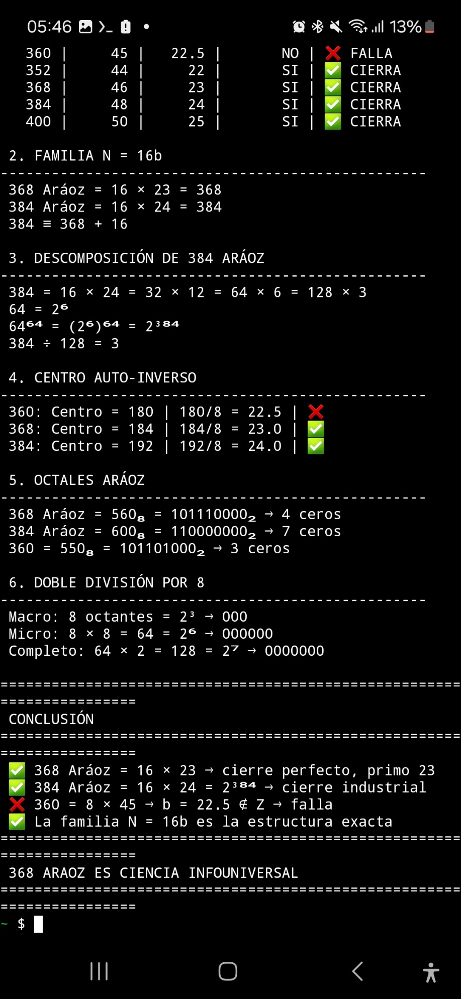 05:46 13%
360 | 45 | 22.5 | NO | ❌ FALLA
352 | 44 | 22 | SI | ✅ CIERRA
368 | 46 | 23 | SI | ✅ CIERRA
384 | 48 | 24 | SI | ✅ CIERRA
400 | 50 | 25 | SI | ✅ CIERRA
2. FAMILIA N = 16b
--------------------------------------------------
368 Aráoz = 16 × 23 = 368
384 Aráoz = 16 × 24 = 384
384 ≡ 368 + 16
3. DESCOMPOSICIÓN DE 384 ARÁOZ
--------------------------------------------------
384 = 16 × 24 = 32 × 12 = 64 × 6 = 128 × 3
64 = 2⁶
64⁶⁴ = (2⁶)⁶⁴ = 2³⁸⁴
384 ÷ 128 = 3
4. CENTRO AUTO-INVERSO
--------------------------------------------------
360: Centro = 180 | 180/8 = 22.5 | ❌
368: Centro = 184 | 184/8 = 23.0 | ✅
384: Centro = 192 | 192/8 = 24.0 | ✅
5. OCTALES ARÁOZ
--------------------------------------------------
368 Aráoz = 560₈ = 101110000₂ → 4 ceros
384 Aráoz = 600₈ = 110000000₂ → 7 ceros
360 = 550₈ = 101101000₂ → 3 ceros
6. DOBLE DIVISIÓN POR 8
--------------------------------------------------
Macro: 8 octantes = 2³ → 000
Micro: 8 × 8 = 64 = 2⁶ → 000000
Completo: 64 × 2 = 128 = 2⁷ → 0000000
======================================================
================
CONCLUSIÓN
======================================================
================
✅ 368 Aráoz = 16 × 23 → cierre perfecto, primo 23
✅ 384 Aráoz = 16 × 24 = 2³⁸⁴ → cierre industrial
❌ 360 = 8 × 45 → b = 22.5 ∉ Z → falla
✅ La familia N = 16b es la estructura exacta
======================================================
================
368 ARAOZ ES CIENCIA INFOUNIVERSAL
======================================================
================
~ $